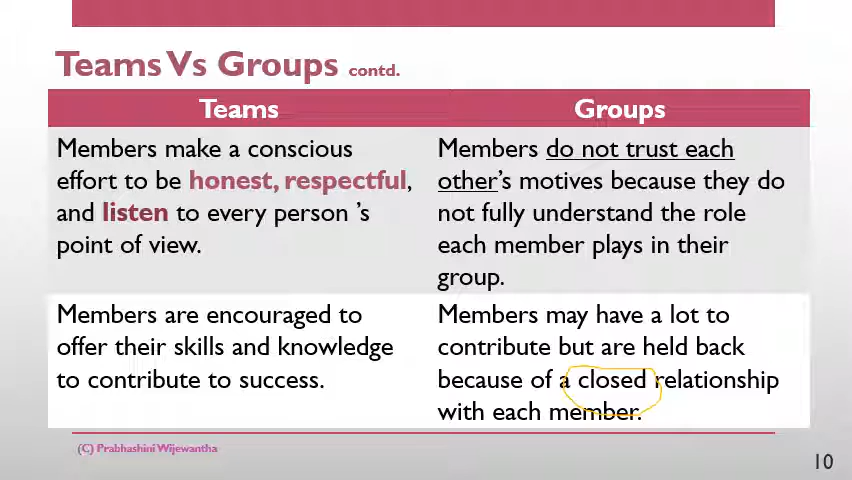 Teams Vs Groups contd.
Teams
Groups
Members make a conscious
effort to be honest, respectful,
and listen to every person 's
point of view.
Members do not trust each
other's motives because they do
not fully understand the role
each member plays in their
group.
Members are encouraged to
offer their skills and knowledge
to contribute to success.
Members may have a lot to
contribute but are held back
because of a closed relationship
with each member.
(C) Prabhashini Wijewantha
10